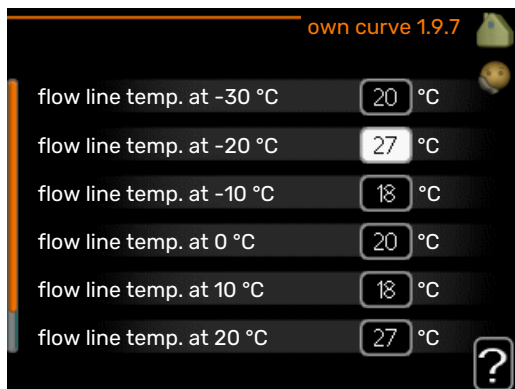 own curve 1.9.7
flow line temp. at -30 °C 20 °C
flow line temp. at -20 °C 27 °C
flow line temp. at -10 °C 18 °C
flow line temp. at 0 °C 20 °C
flow line temp. at 10 °C 18 °C
flow line temp. at 20 °C 27 °C
?